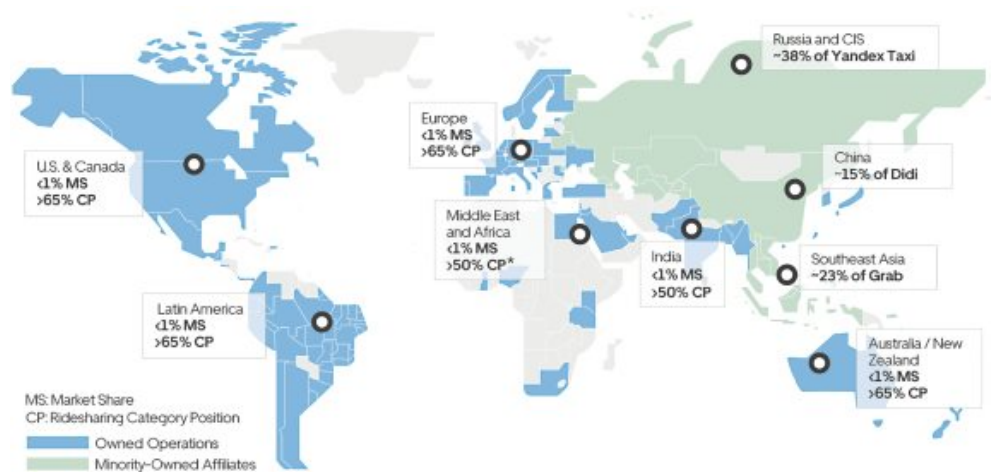 Russia and CIS
~38% of Yandex Taxi
Europe
<1% MS
>65% CP
U.S. & Canada
<1% MS
>65% CP
China
~15% of Didi
Middle East
and Africa
<1% MS
>50% CP*
India
<1% MS
>50% CP
Southeast Asia
~23% of Grab
Latin America
<1% MS
>65% CP
Australia / New
Zealand
<1% MS
>65% CP
MS: Market Share
CP: Ridesharing Category Position
Owned Operations
Minority-Owned Affiliates